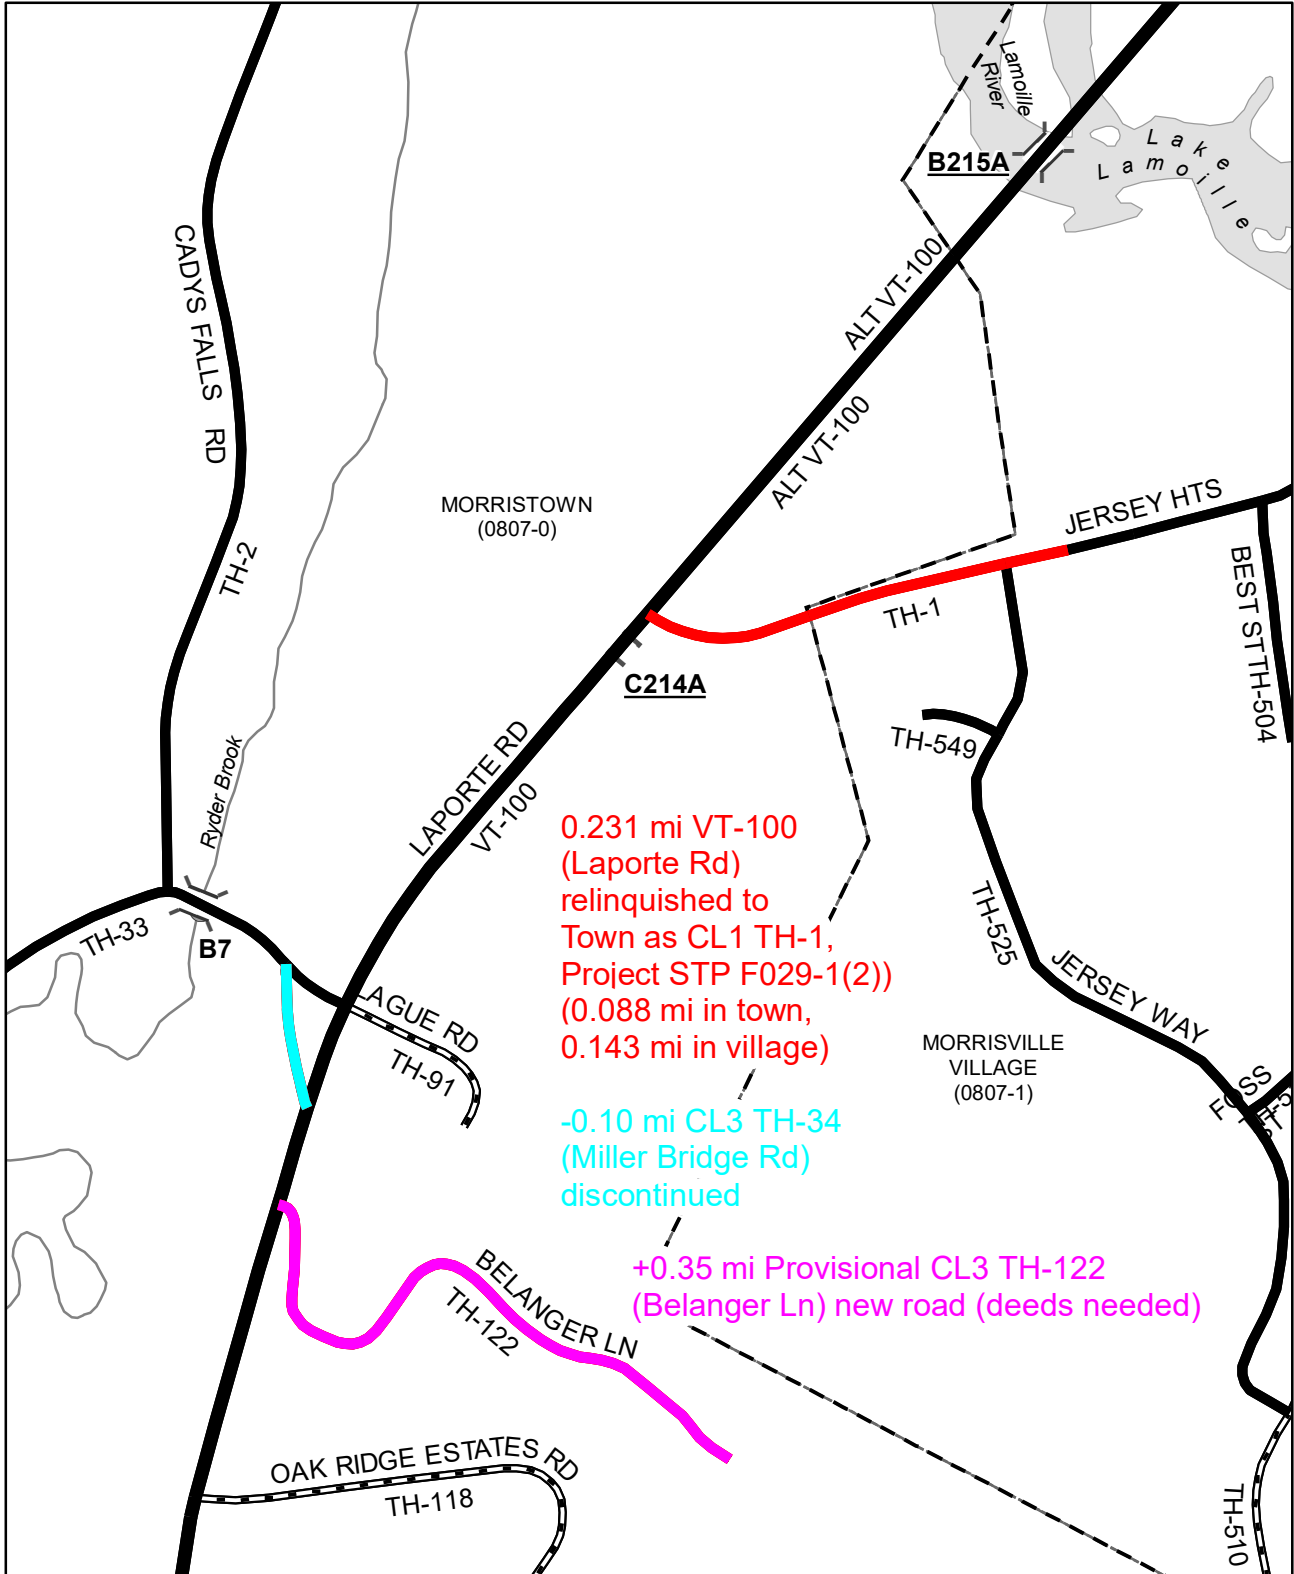 Lamoille
River
B215A
Lake
Lamoille
CADYS FALLS RD
ALT VT-100
ALT VT-100
MORRISTOWN
(0807-0)
JERSEY HTS
TH-2
BEST ST
TH-504
TH-1
C214A
TH-549
LAPORTE RD
VT-100
Ryder Brook
0.231 mi VT-100
(Laporte Rd)
relinquished to
Town as CL1 TH-1,
Project STP F029-1(2))
(0.088 mi in town,
0.143 mi in village)
TH-33
B7
TH-525
LAGUE RD
TH-91
JERSEY WAY
MORRISVILLE
VILLAGE
(0807-1)
FOSS
-0.10 mi CL3 TH-34
(Miller Bridge Rd)
discontinued
BELANGER LN
TH-122
+0.35 mi Provisional CL3 TH-122
(Belanger Ln) new road (deeds needed)
OAK RIDGE ESTATES RD
TH-118
TH-510